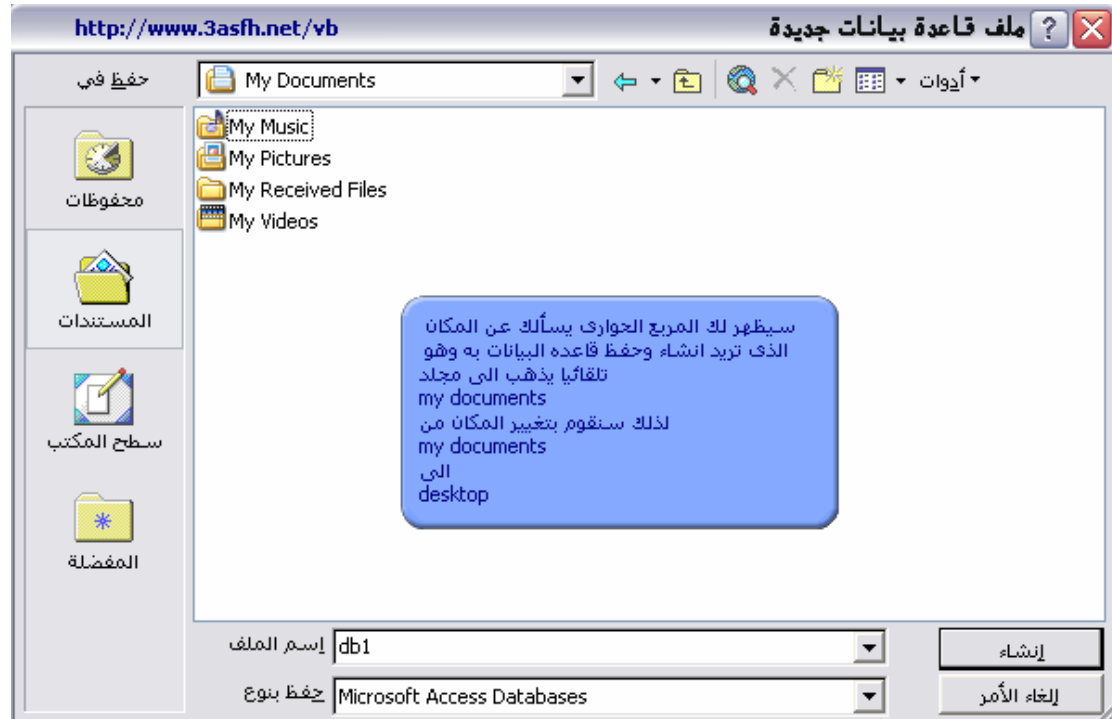 ملف قاعدة بيانات جديدة
http://www.3asfh.net/vb
حفظ في
My Documents
أدوات
محفوظات
المستندات
سطح المكتب
المفضلة
My Music
My Pictures
My Received Files
My Videos
سيظهر لك المربع الحوارى يسألك عن المكان
الذى تريد انشاء وحفظ قاعده البيانات به وهو
تلقائيا يذهب الى مجلد
my documents
لذلك سنقوم بتغيير المكان من
my documents
الى
desktop
إسم الملف
db1
إنشاء
حفظ بنوع
Microsoft Access Databases
إلغاء الأمر